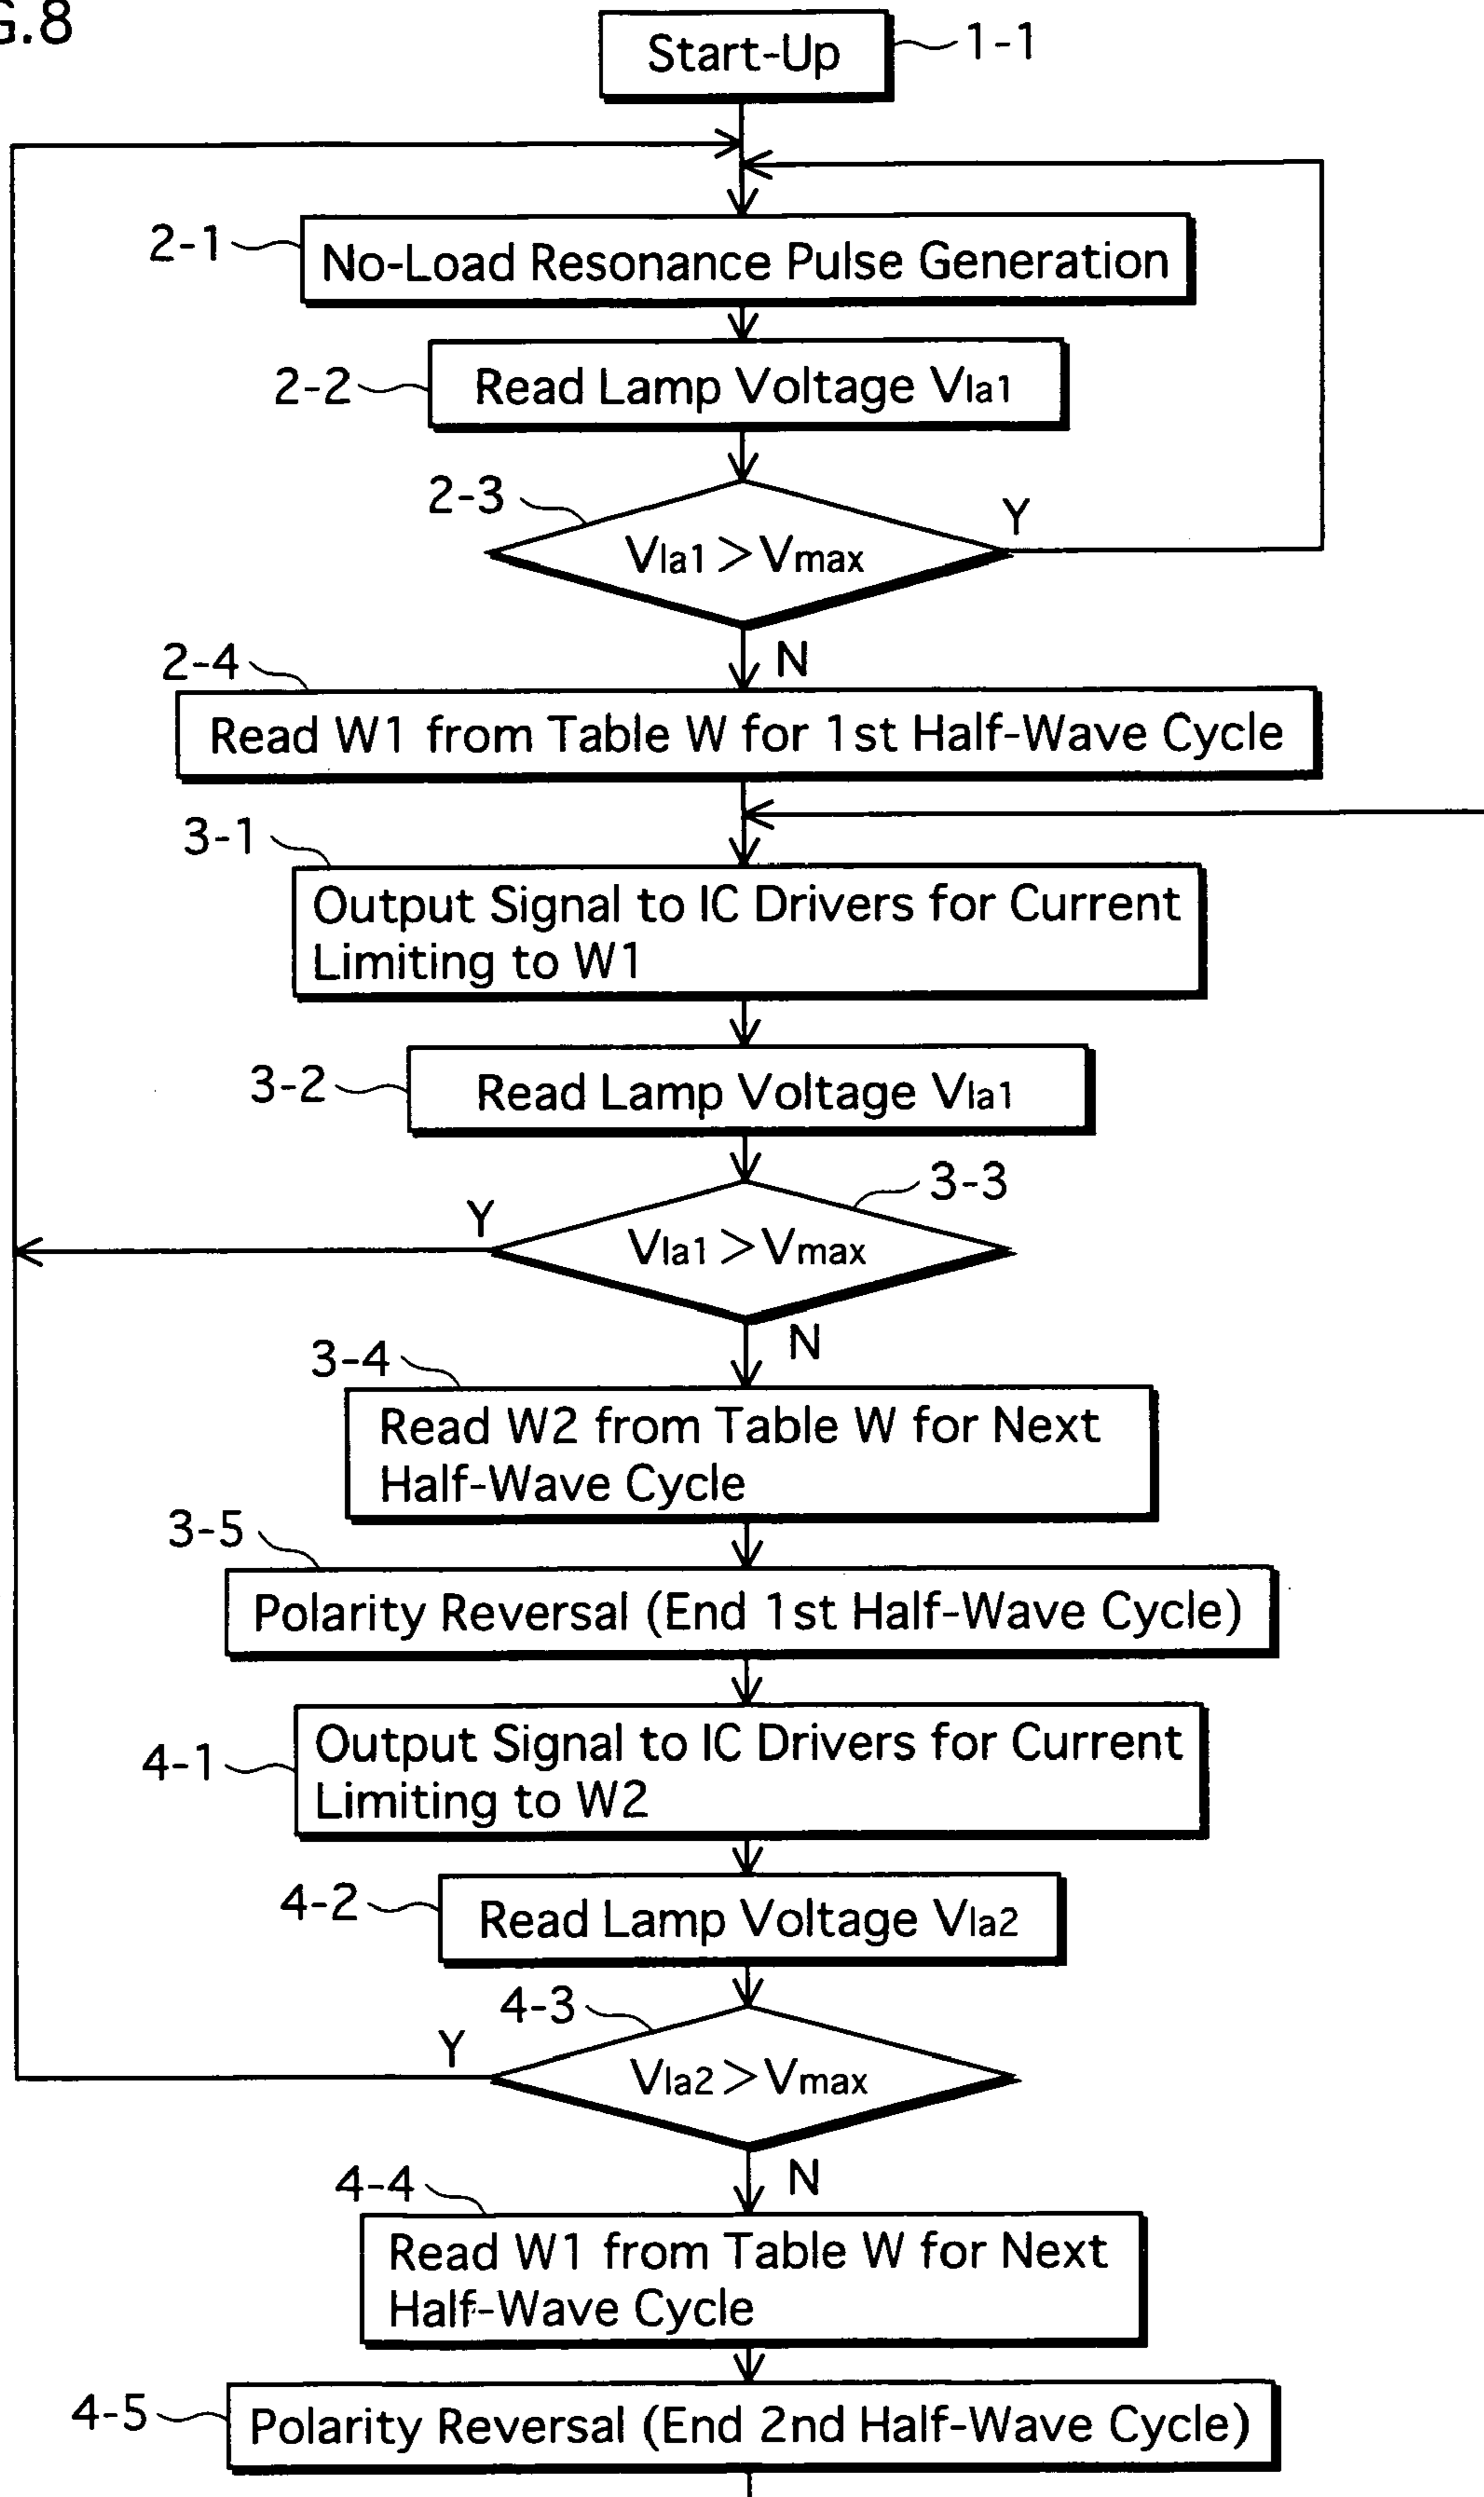 G.8
Start-Up
1-1
2-1
No-Load Resonance Pulse Generation
2-2
Read Lamp Voltage Vla1
2-3
Vla1 > Vmax
Y
N
2-4
Read W1 from Table W for 1st Half-Wave Cycle
3-1
Output Signal to IC Drivers for Current
Limiting to W1
3-2
Read Lamp Voltage Vla1
3-3
Y
Vla1 > Vmax
N
3-4
Read W2 from Table W for Next
Half-Wave Cycle
3-5
Polarity Reversal (End 1st Half-Wave Cycle)
4-1
Output Signal to IC Drivers for Current
Limiting to W2
4-2
Read Lamp Voltage Vla2
4-3
Y
Vla2 > Vmax
N
4-4
Read W1 from Table W for Next
Half-Wave Cycle
4-5
Polarity Reversal (End 2nd Half-Wave Cycle)